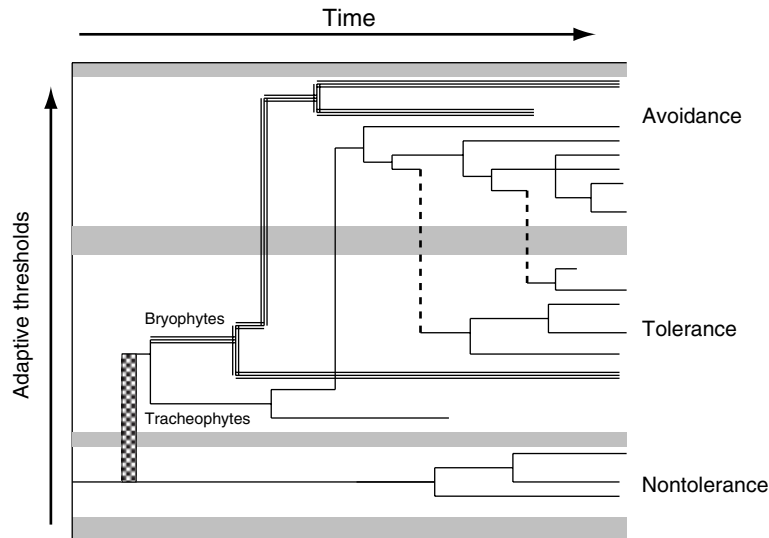 Time
Adaptive thresholds
Avoidance
Bryophytes
Tolerance
Tracheophytes
Nontolerance